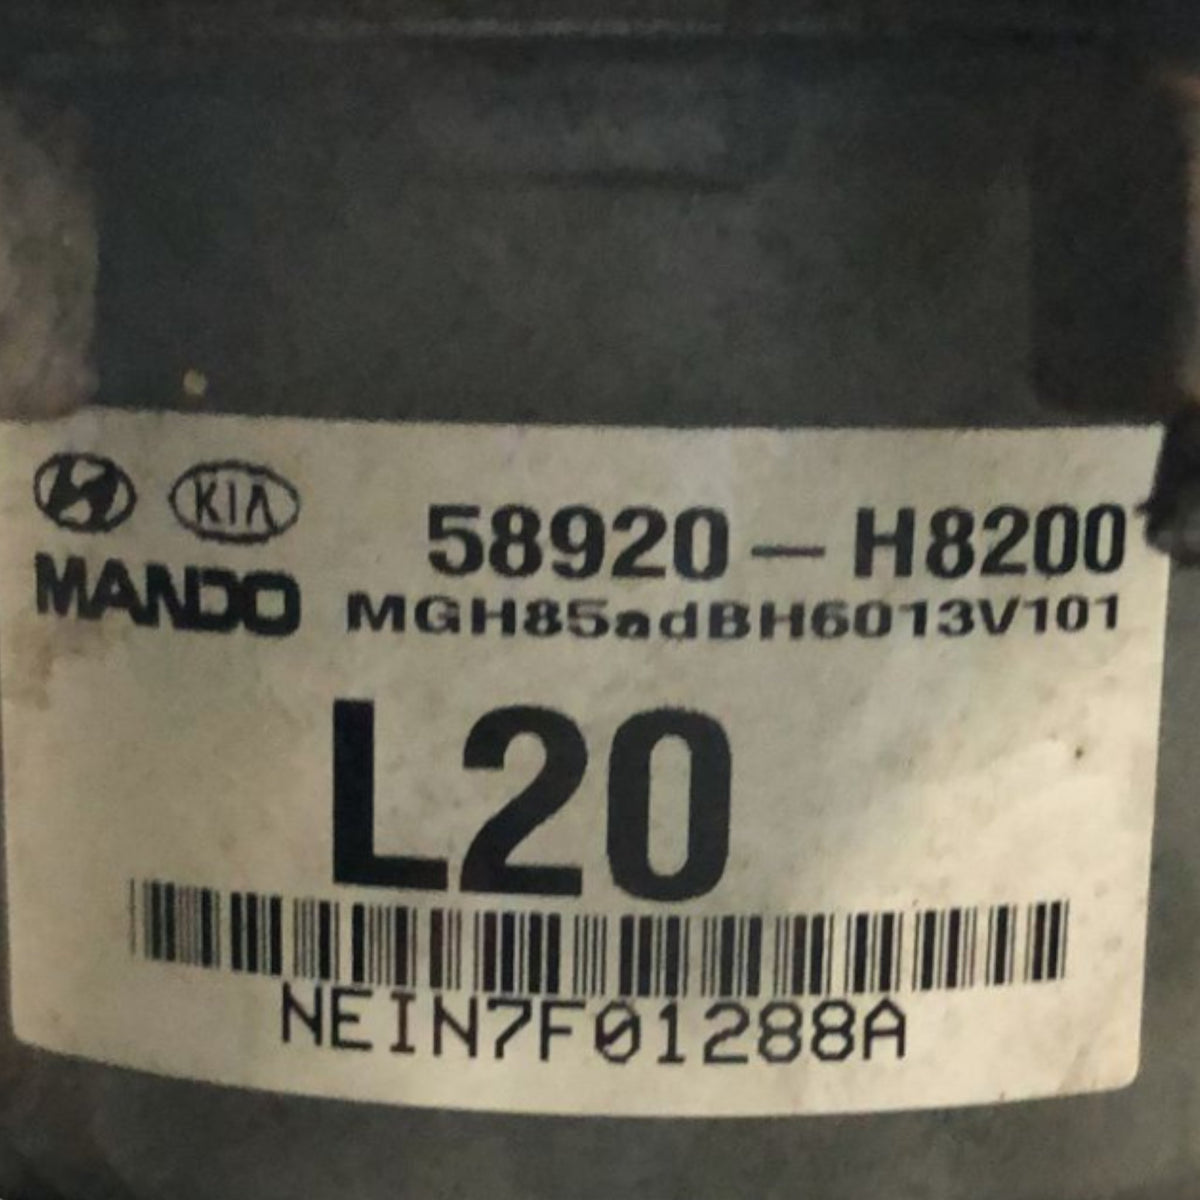 KIA 58920 - H8200
MANDO MGH85adBH6013V101
L20
NEIN7F01288A